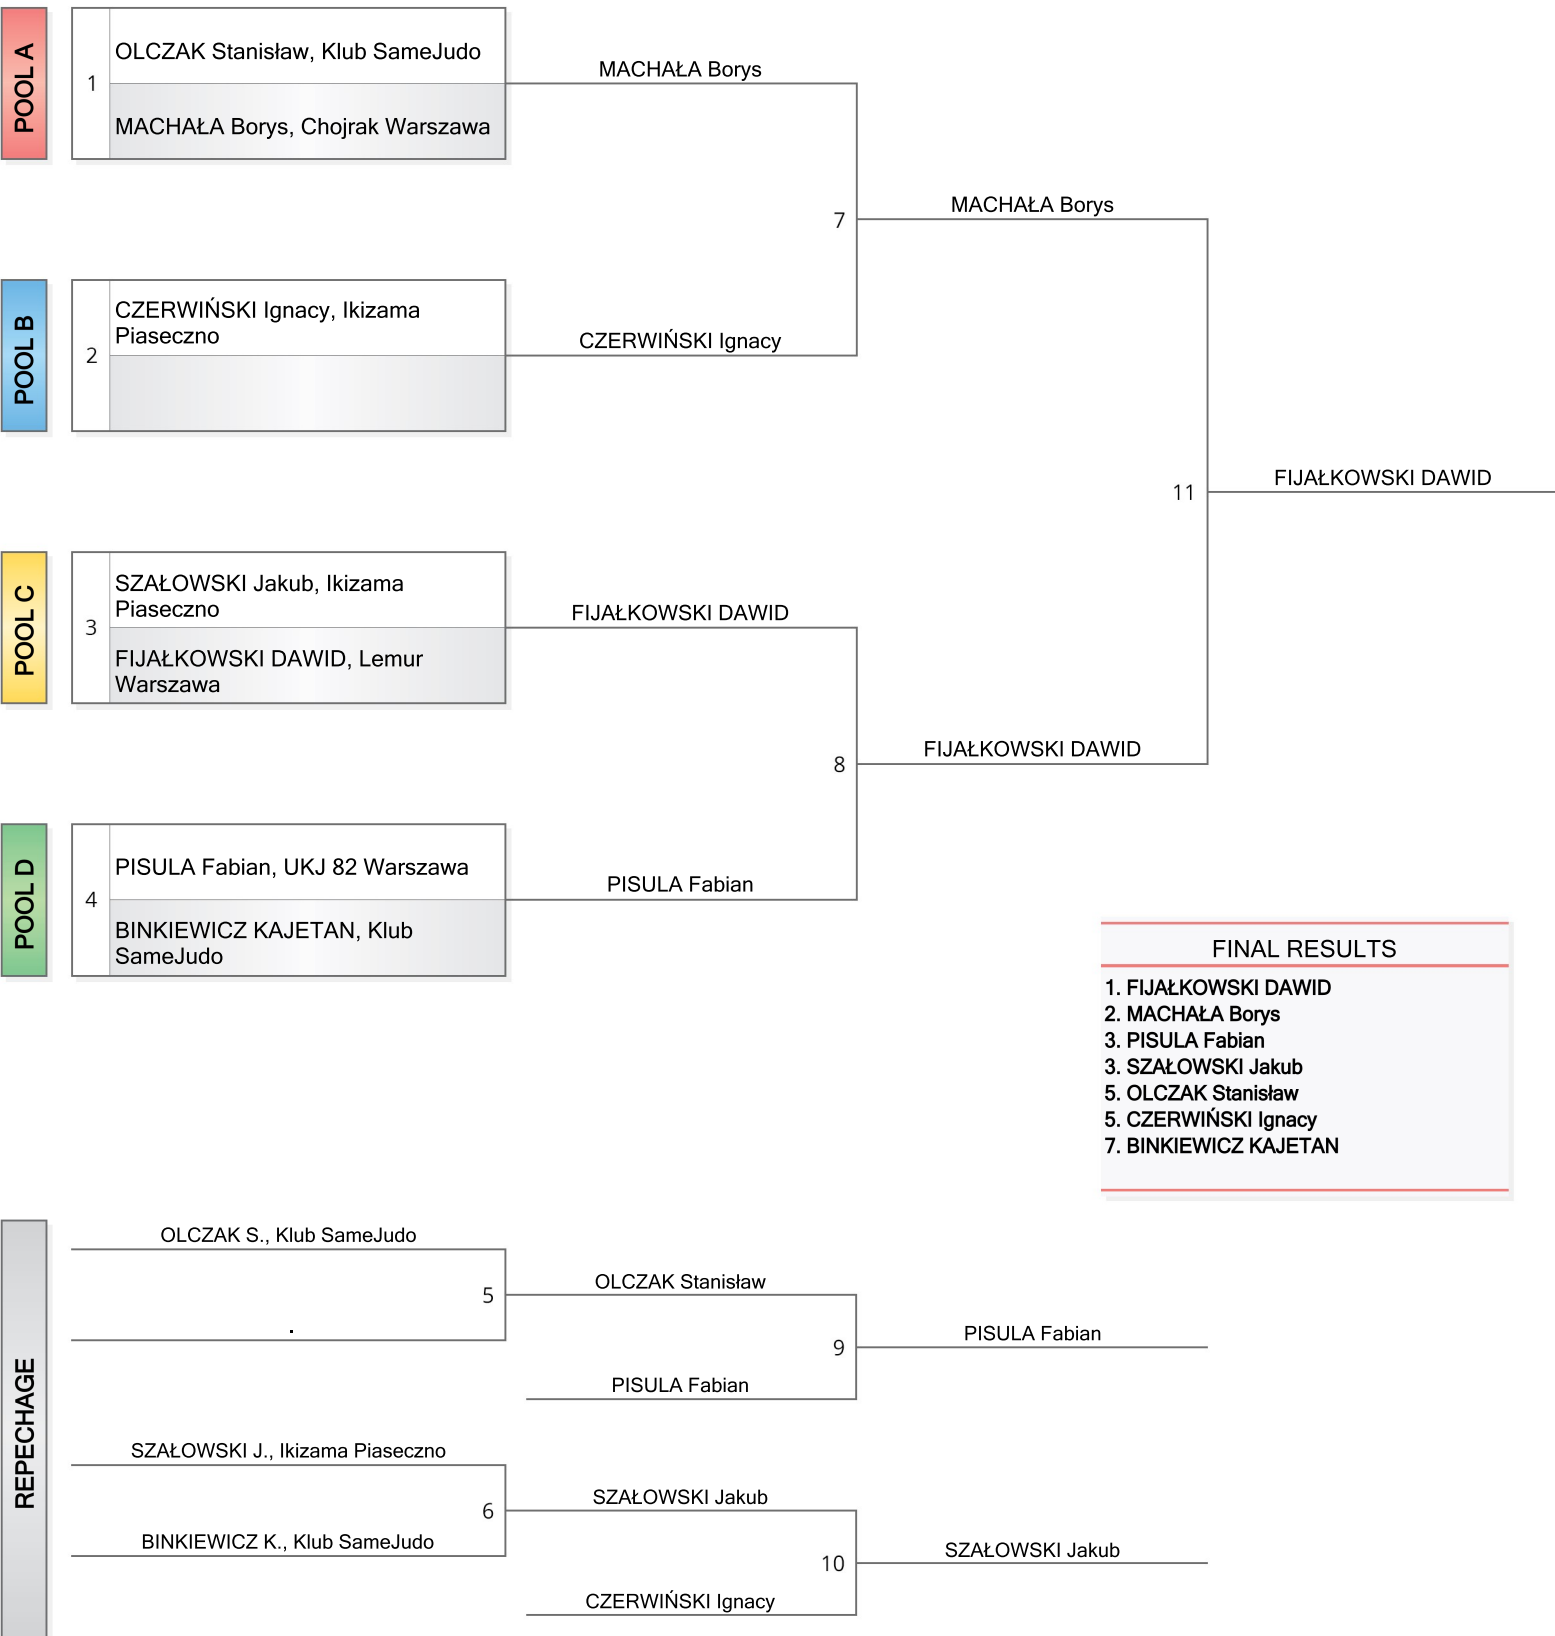 POOL A
1
OLCZAK Stanisław, Klub SameJudo
MACHAŁA Borys, Chojrak Warszawa
MACHAŁA Borys
7
MACHAŁA Borys
POOL B
2
CZERWIŃSKI Ignacy, Ikizama
Piaseczno
CZERWIŃSKI Ignacy
11
FIJAŁKOWSKI DAWID
POOL C
3
SZAŁOWSKI Jakub, Ikizama
Piaseczno
FIJAŁKOWSKI DAWID, Lemur
Warszawa
FIJAŁKOWSKI DAWID
8
FIJAŁKOWSKI DAWID
POOL D
4
PISULA Fabian, UKJ 82 Warszawa
BINKIEWICZ KAJETAN, Klub
SameJudo
PISULA Fabian
FINAL RESULTS
1. FIJAŁKOWSKI DAWID
2. MACHAŁA Borys
3. PISULA Fabian
3. SZAŁOWSKI Jakub
5. OLCZAK Stanisław
5. CZERWIŃSKI Ignacy
7. BINKIEWICZ KAJETAN
REPECHAGE
OLCZAK S., Klub SameJudo
5
.
OLCZAK Stanisław
9
PISULA Fabian
PISULA Fabian
SZAŁOWSKI J., Ikizama Piaseczno
6
BINKIEWICZ K., Klub SameJudo
SZAŁOWSKI Jakub
10
CZERWIŃSKI Ignacy
SZAŁOWSKI Jakub